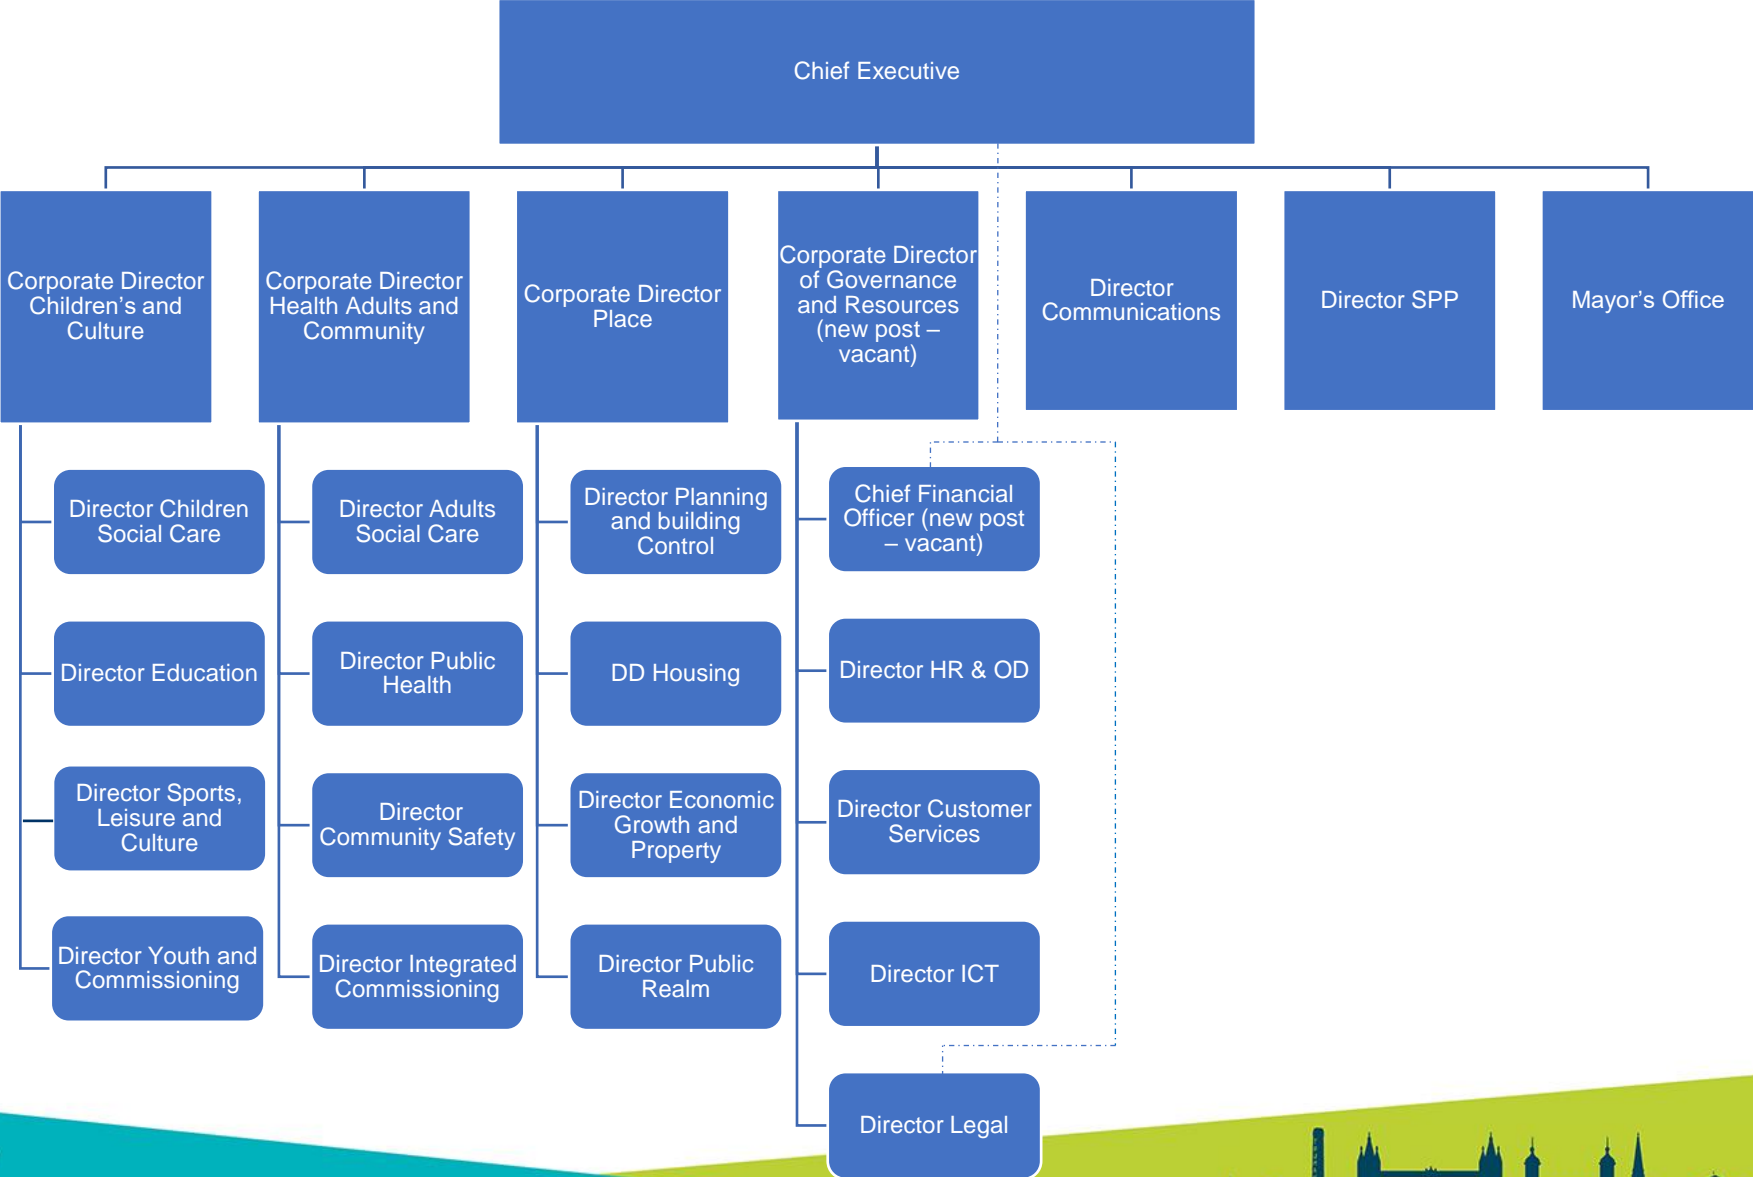 Chief Executive
Corporate Director
Children’s and
Culture
Corporate Director
Health Adults and
Community
Corporate Director
Place
Corporate Director
of Governance
and Resources
(new post –
vacant)
Director
Communications
Director SPP
Mayor’s Office
Director Children
Social Care
Director Education
Director Sports,
Leisure and
Culture
Director Youth and
Commissioning
Director Adults
Social Care
Director Public
Health
Director
Community Safety
Director Integrated
Commissioning
Director Planning
and building
Control
DD Housing
Director Economic
Growth and
Property
Director Public
Realm
Chief Financial
Officer (new post
– vacant)
Director HR & OD
Director Customer
Services
Director ICT
Director Legal